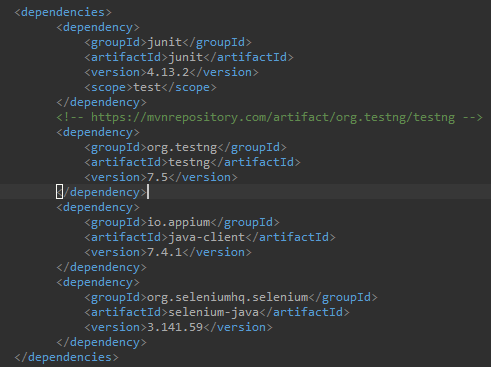 <dependencies>
<dependency>
<groupId>junit</groupId>
<artifactId>junit</artifactId>
<version>4.13.2</version>
<scope>test</scope>
</dependency>
<!-- https://mvnrepository.com/artifact/org.testng/testng -->
<dependency>
<groupId>org.testng</groupId>
<artifactId>testng</artifactId>
<version>7.5</version>
</dependency>
<dependency>
<groupId>io.appium</groupId>
<artifactId>java-client</artifactId>
<version>7.4.1</version>
</dependency>
<dependency>
<groupId>org.seleniumhq.selenium</groupId>
<artifactId>selenium-java</artifactId>
<version>3.141.59</version>
</dependencies>